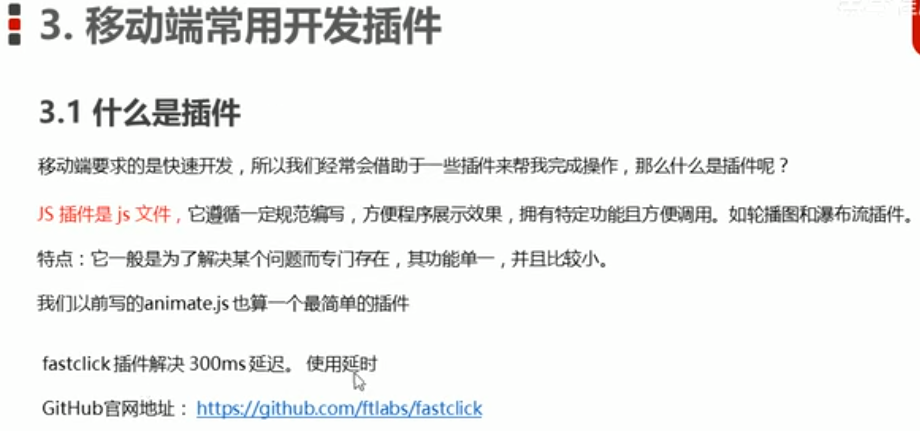 3. 移动端常用开发插件
3.1 什么是插件
移动端要求的是快速开发，所以我们经常会借助于一些插件来帮我完成操作，那么什么是插件呢？
JS 插件是 js 文件，它遵循一定规范编写，方便程序展示效果，拥有特定功能且方便调用。如轮播图和瀑布流插件。
特点：它一般是为了解决某个问题而专门存在，其功能单一，并且比较小。
我们以前写的animate.js 也算一个最简单的插件
fastclick 插件解决 300ms 延迟。 使用延时
GitHub官网地址： https://github.com/ftlabs/fastclick